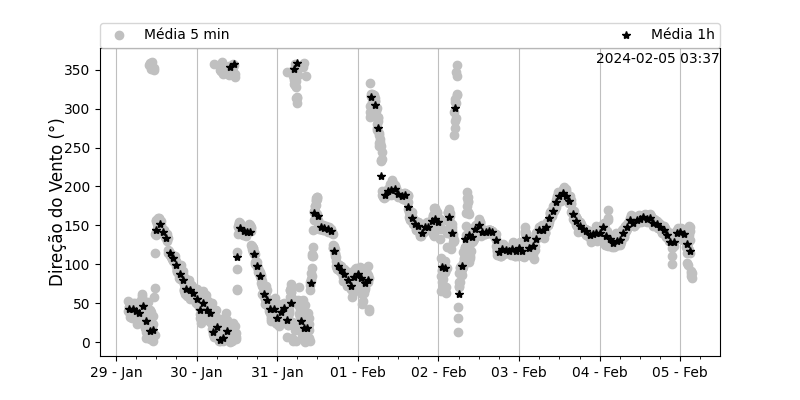 Média 5 min
Média 1h
2024-02-05 03:37
Direção do Vento (°)
350
300
250
200
150
100
50
0
29 - Jan
30 - Jan
31 - Jan
01 - Feb
02 - Feb
03 - Feb
04 - Feb
05 - Feb